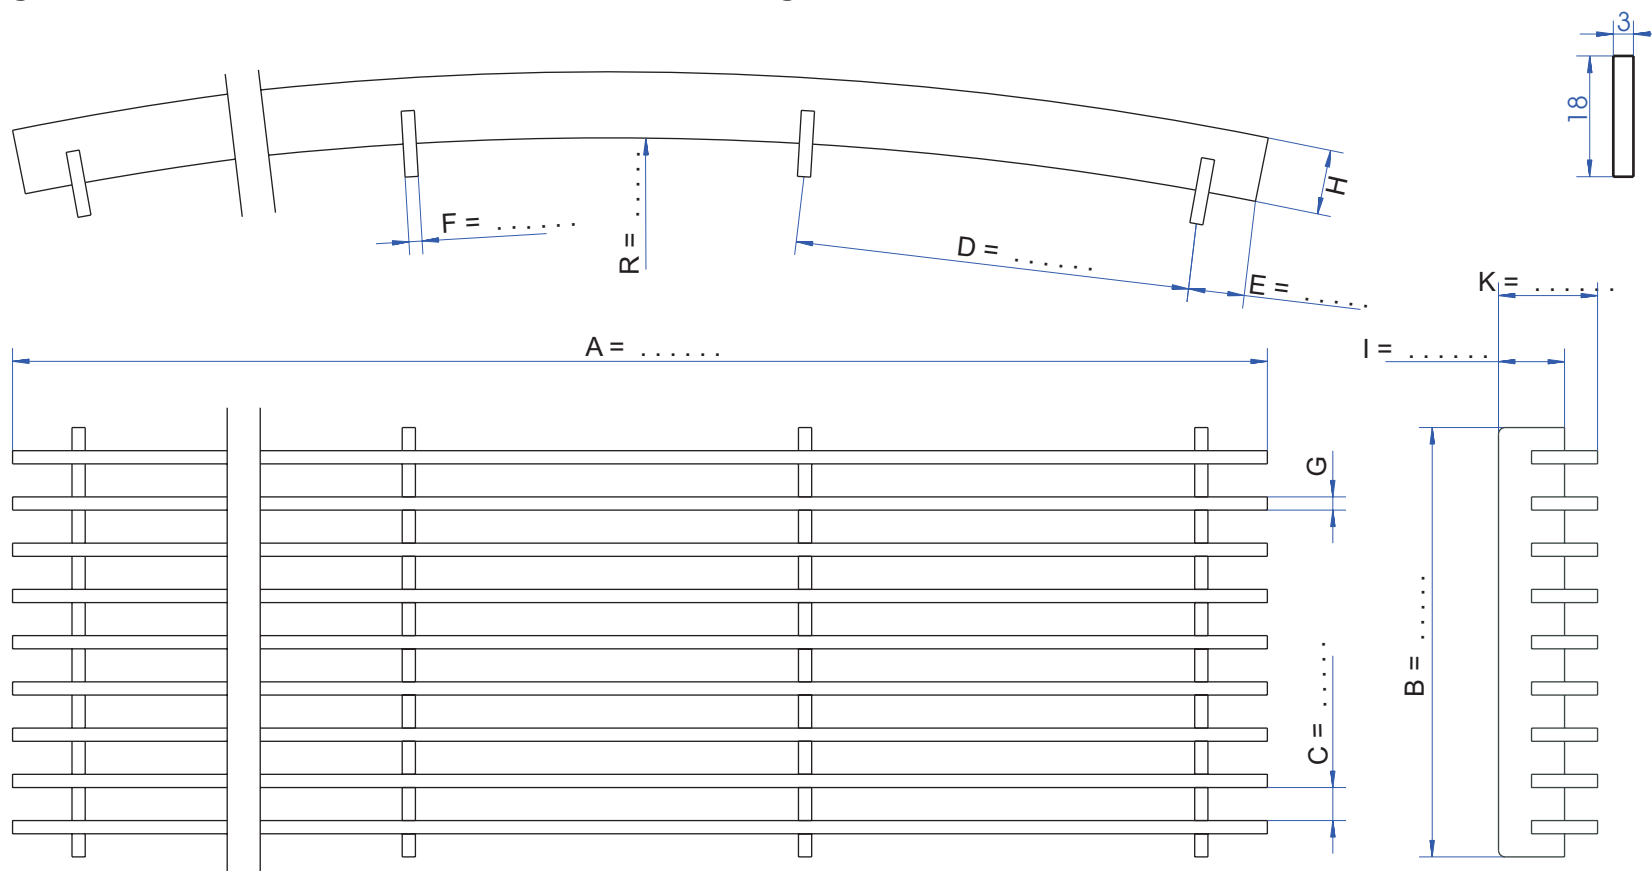 3
18
F = . . . . . .
R = . . . . . .
D = . . . . . .
H
E = . . . . .
K = . . . . . .
A = . . . . . .
I = . . . . . .
G
B = . . . . . .
C = . . . . . .